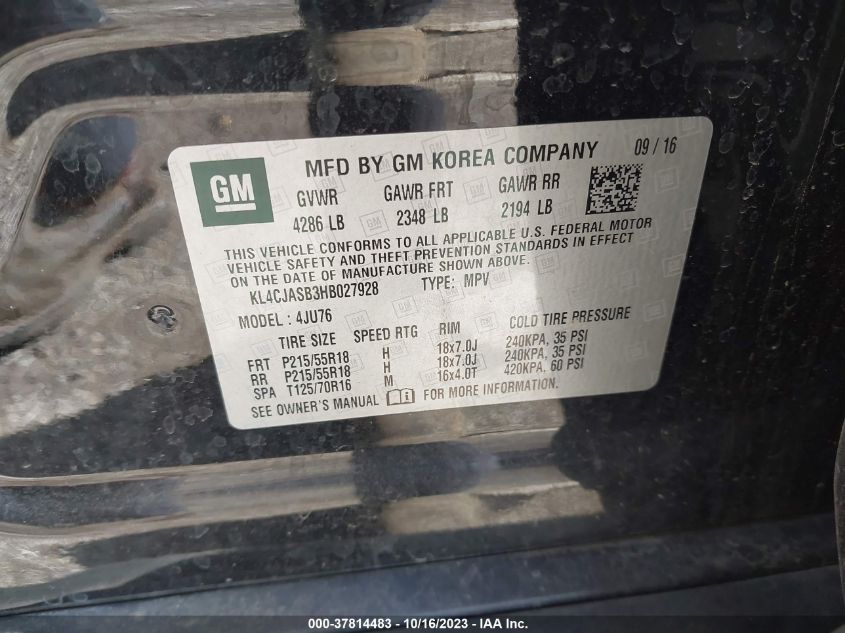 GM
MFD BY GM KOREA COMPANY 09 / 16
GVWR GAWR FRT GAWR RR
4286 LB 2348 LB 2194 LB
THIS VEHICLE CONFORMS TO ALL APPLICABLE U.S. FEDERAL MOTOR
VEHICLE SAFETY AND THEFT PREVENTION STANDARDS IN EFFECT
ON THE DATE OF MANUFACTURE SHOWN ABOVE.
KL4CJASB3HB027928 TYPE: MPV
MODEL : 4JU76
TIRE SIZE SPEED RTG RIM COLD TIRE PRESSURE
FRT P215/55R18 H 18x7.0J 240KPA, 35 PSI
RR P215/55R18 H 18x7.0J 240KPA, 35 PSI
SPA T125/70R16 M 16x4.0T 420KPA, 60 PSI
SEE OWNER'S MANUAL FOR MORE INFORMATION.
000-37814483 - 10/16/2023 - IAA Inc.